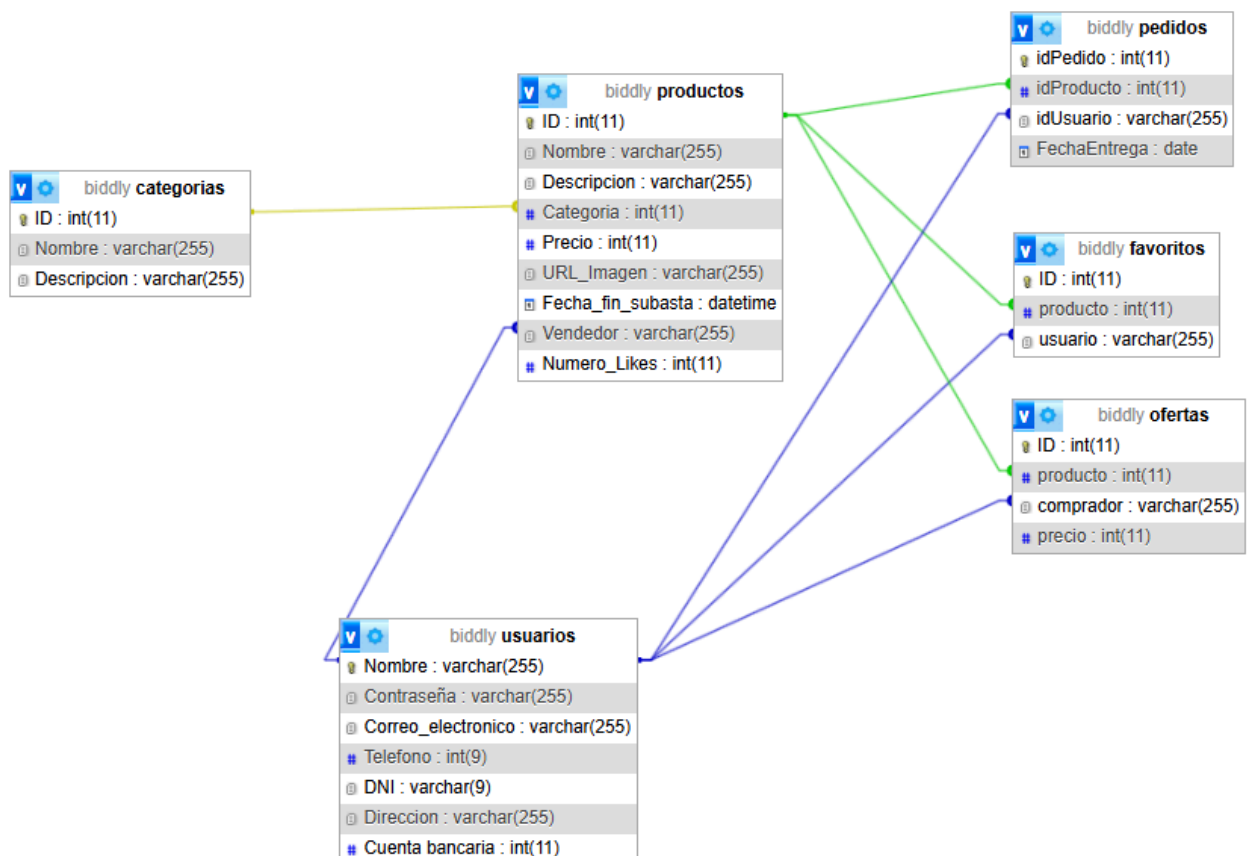 biddly categorias
ID : int(11)
Nombre : varchar(255)
Descripcion : varchar(255)
biddly productos
ID : int(11)
Nombre : varchar(255)
Descripcion : varchar(255)
Categoria : int(11)
Precio : int(11)
URL_Imagen : varchar(255)
Fecha_fin_subasta : datetime
Vendedor : varchar(255)
Numero_Likes : int(11)
biddly pedidos
idPedido : int(11)
idProducto : int(11)
idUsuario : varchar(255)
FechaEntrega : date
biddly favoritos
ID : int(11)
producto : int(11)
usuario : varchar(255)
biddly ofertas
ID : int(11)
producto : int(11)
comprador : varchar(255)
precio : int(11)
biddly usuarios
Nombre : varchar(255)
Contraseña : varchar(255)
Correo_electronico : varchar(255)
Telefono : int(9)
DNI : varchar(9)
Direccion : varchar(255)
Cuenta bancaria : int(11)